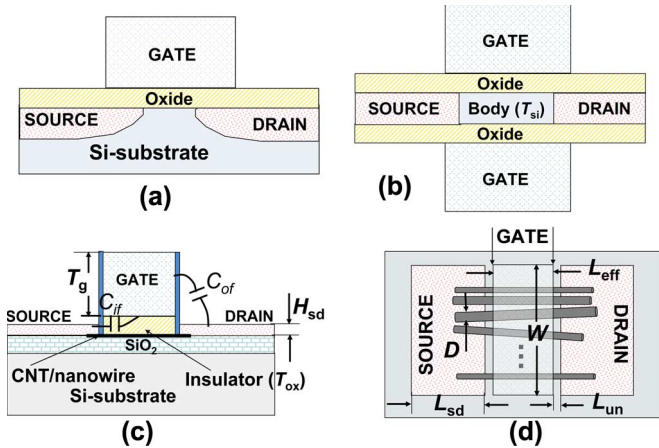 GATE
Oxide
SOURCE
DRAIN
Si-substrate
(a)
GATE
Oxide
SOURCE
Body (Tsi)
DRAIN
Oxide
GATE
(b)
Tg
GATE
Cof
Cif
SOURCE
DRAIN
Hsd
SiO2
CNT/nanowire
Insulator (Tox)
Si-substrate
(c)
GATE
Leff
SOURCE
W
DRAIN
D
Lsd
Lun
(d)